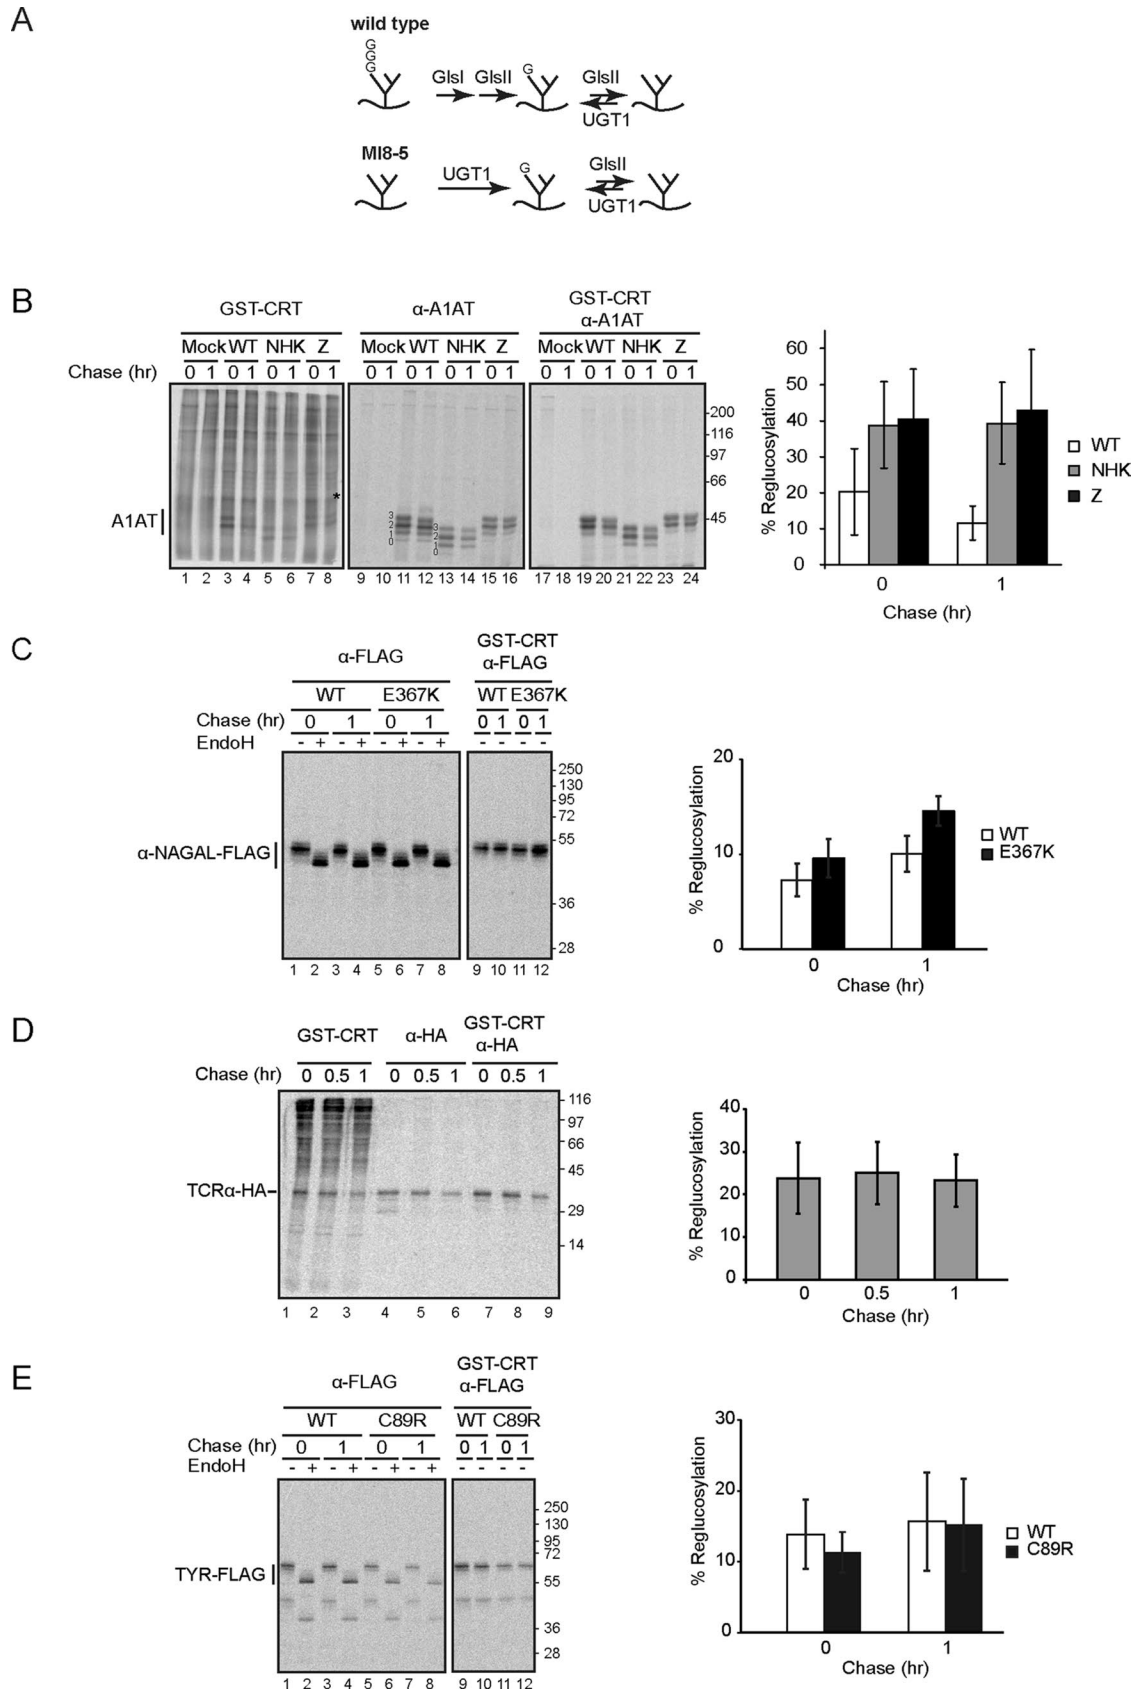 A
wild type
G
G
G
GlsI GlsII G GlsII
UGT1
MI8-5
UGT1 G GlsII
UGT1
B
GST-CRT α-A1AT GST-CRT α-A1AT
Mock WT NHK Z Mock WT NHK Z Mock WT NHK Z
Chase (hr) 0 1 0 1 0 1 0 1 0 1 0 1 0 1 0 1 0 1 0 1 0 1 0 1
200
116
97
66
*
45
A1AT
3
2
1
0
3
2
1
0
1 2 3 4 5 6 7 8 9 10 11 12 13 14 15 16 17 18 19 20 21 22 23 24
% Reglucosylation
60
50
40
30
20
10
0
0 1
Chase (hr)
WT
NHK
Z
C
α-FLAG GST-CRT α-FLAG
WT E367K WT E367K
Chase (hr) 0 1 0 1 0 1 0 1
EndoH - + - + - + - + - - - -
250
130
95
72
55
36
28
α-NAGAL-FLAG
1 2 3 4 5 6 7 8 9 10 11 12
% Reglucosylation
20
10
0
0 1
Chase (hr)
WT
E367K
D
GST-CRT α-HA GST-CRT α-HA
Chase (hr) 0 0.5 1 0 0.5 1 0 0.5 1
116
97
66
45
29
14
TCRα-HA
1 2 3 4 5 6 7 8 9
% Reglucosylation
40
30
20
10
0
0 0.5 1
Chase (hr)
E
α-FLAG GST-CRT α-FLAG
WT C89R WT C89R
Chase (hr) 0 1 0 1 0 1 0 1
EndoH - + - + - + - + - - - -
250
130
95
72
55
36
28
TYR-FLAG
1 2 3 4 5 6 7 8 9 10 11 12
% Reglucosylation
30
20
10
0
0 1
Chase (hr)
WT
C89R